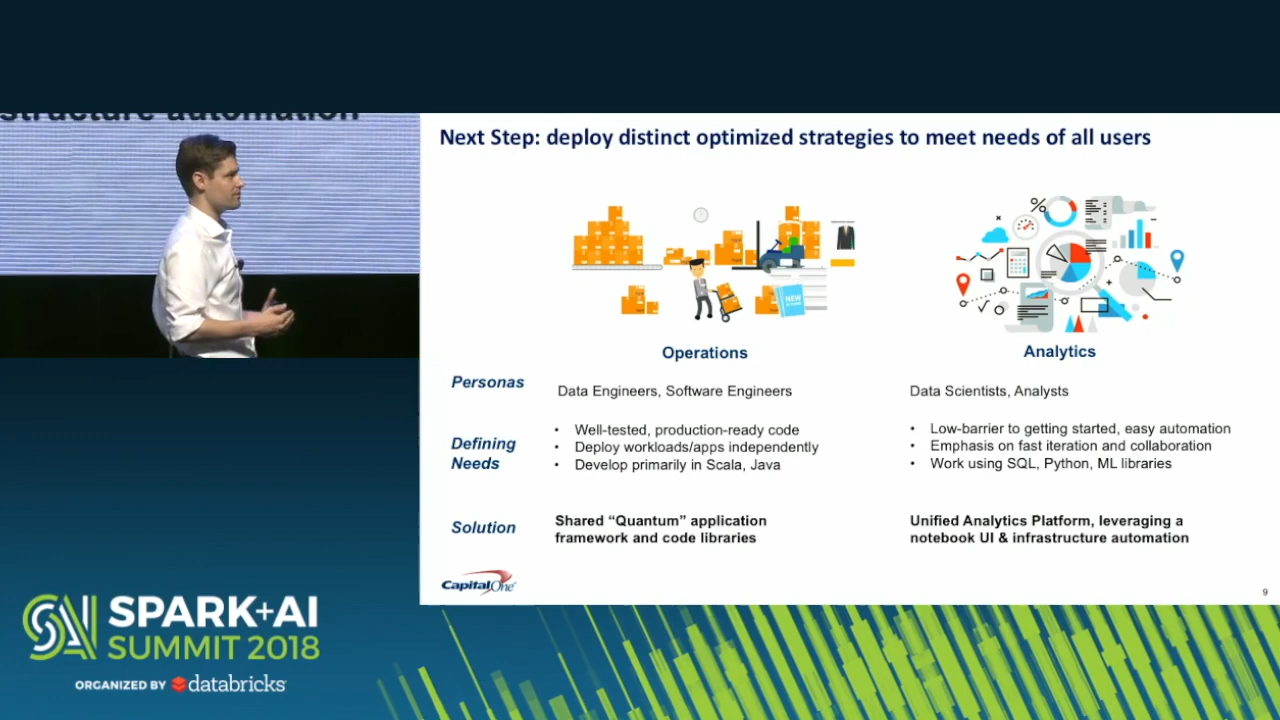 structure automation
Next Step: deploy distinct optimized strategies to meet needs of all users
NEW
Operations
Analytics
Personas
Data Engineers, Software Engineers
Data Scientists, Analysts
Defining
Needs
• Well-tested, production-ready code
• Deploy workloads/apps independently
• Develop primarily in Scala, Java
• Low-barrier to getting started, easy automation
• Emphasis on fast iteration and collaboration
• Work using SQL, Python, ML libraries
Solution
Shared “Quantum” application
framework and code libraries
Unified Analytics Platform, leveraging a
notebook UI & infrastructure automation
Capital One
9
SPARK+AI
SUMMIT 2018
ORGANIZED BY databricks